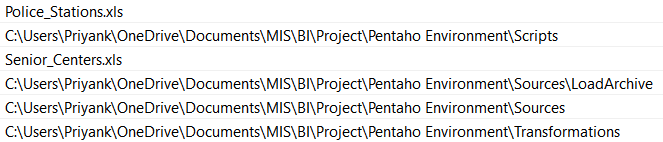 Police_Stations.xls
C:\Users\Priyank\OneDrive\Documents\MIS\BI\Project\Pentaho Environment\Scripts
Senior_Centers.xls
C:\Users\Priyank\OneDrive\Documents\MIS\BI\Project\Pentaho Environment\Sources\LoadArchive
C:\Users\Priyank\OneDrive\Documents\MIS\BI\Project\Pentaho Environment\Sources
C:\Users\Priyank\OneDrive\Documents\MIS\BI\Project\Pentaho Environment\Transformations